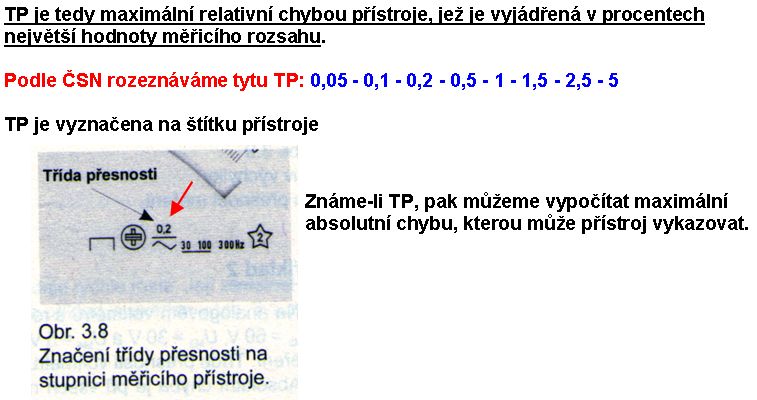 TP je tedy maximální relativní chybou přístroje, jež je vyjádřená v procentech
největší hodnoty měřicího rozsahu.
Podle ČSN rozeznáváme tytu TP: 0,05 - 0,1 - 0,2 - 0,5 - 1 - 1,5 - 2,5 - 5
TP je vyznačena na štítku přístroje
Třída přesnosti
0,2
30 100 300Hz
2
Známe-li TP, pak můžeme vypočítat maximální
absolutní chybu, kterou může přístroj vykazovat.
Obr. 3.8
Značení třídy přesnosti na
stupnici měřicího přístroje.